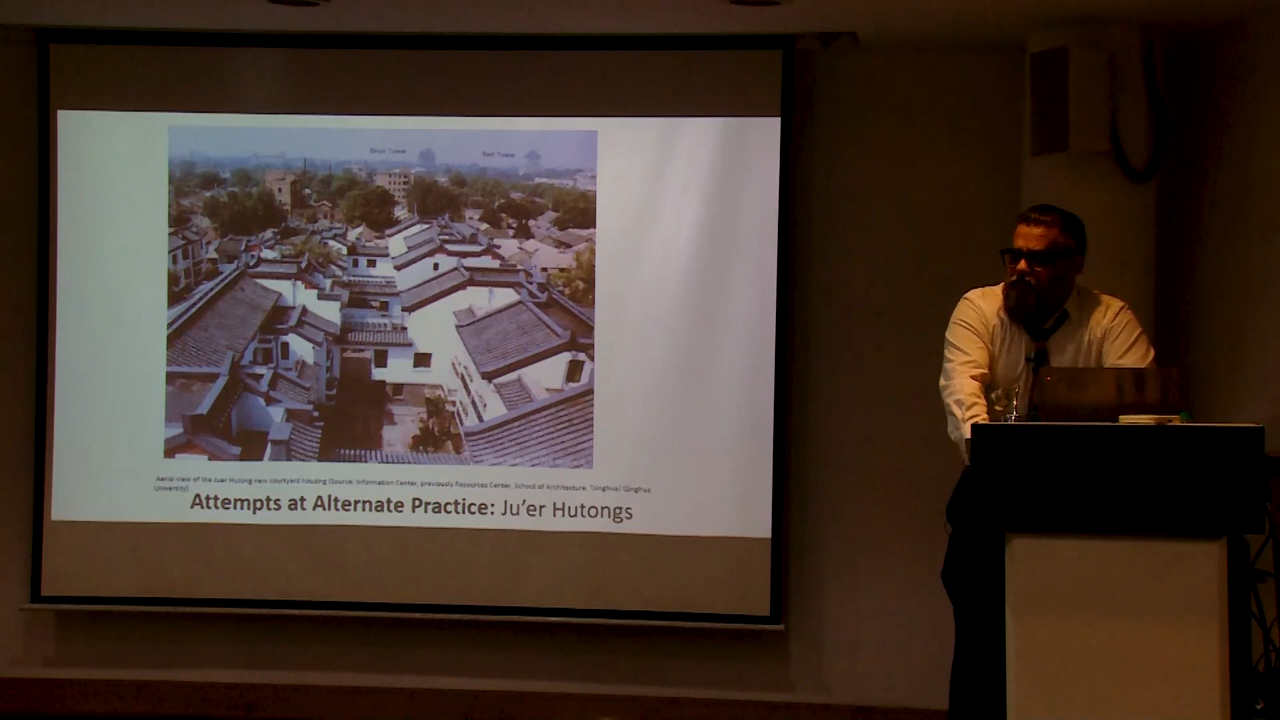 Drum Tower
Bell Tower
Aerial view of the Juer Hutong new courtyard housing (Source: Information Center, previously Resources Center, School of Architecture, Tsinghua/ Qinghua
University)
Attempts at Alternate Practice: Ju'er Hutongs